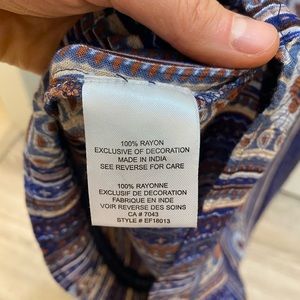 100% RAYON
EXCLUSIVE OF DECORATION
MADE IN INDIA
SEE REVERSE FOR CARE
100% RAYONNE
EXCLUSIF DE DECORATION
FABRIQUE EN INDE
VOIR REVERSE DES SOINS
CA # 7043
STYLE # EF18013